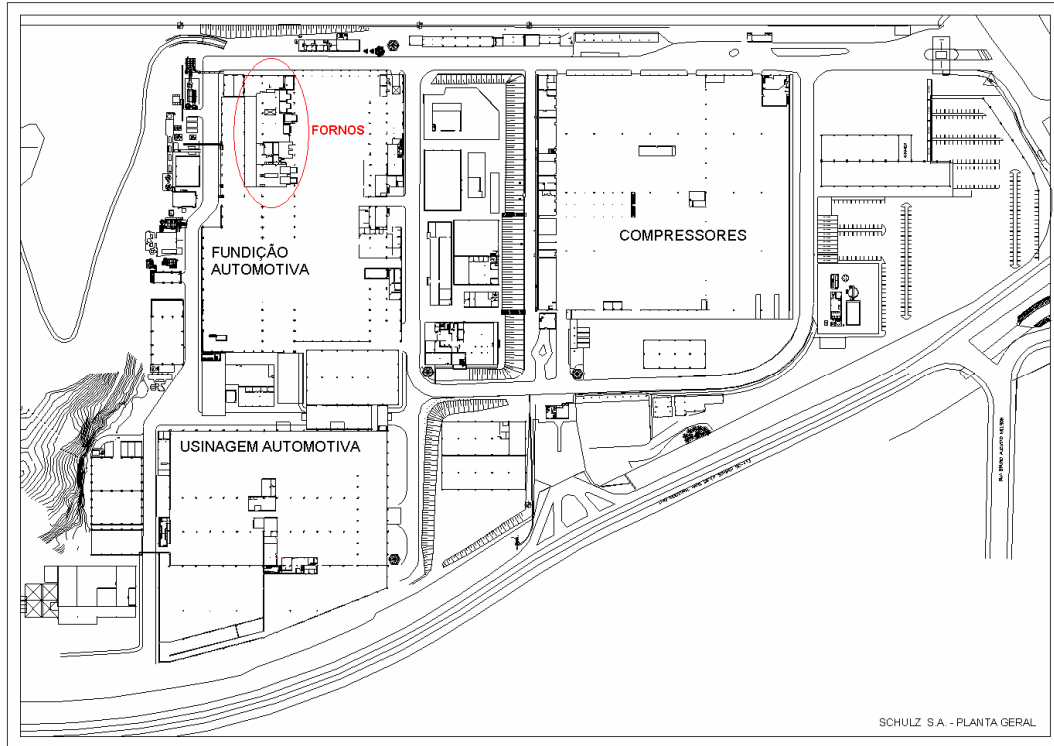 FORNOS
FUNDIÇÃO
AUTOMOTIVA
COMPRESSORES
USINAGEM AUTOMOTIVA
SCHULZ S.A. - PLANTA GERAL